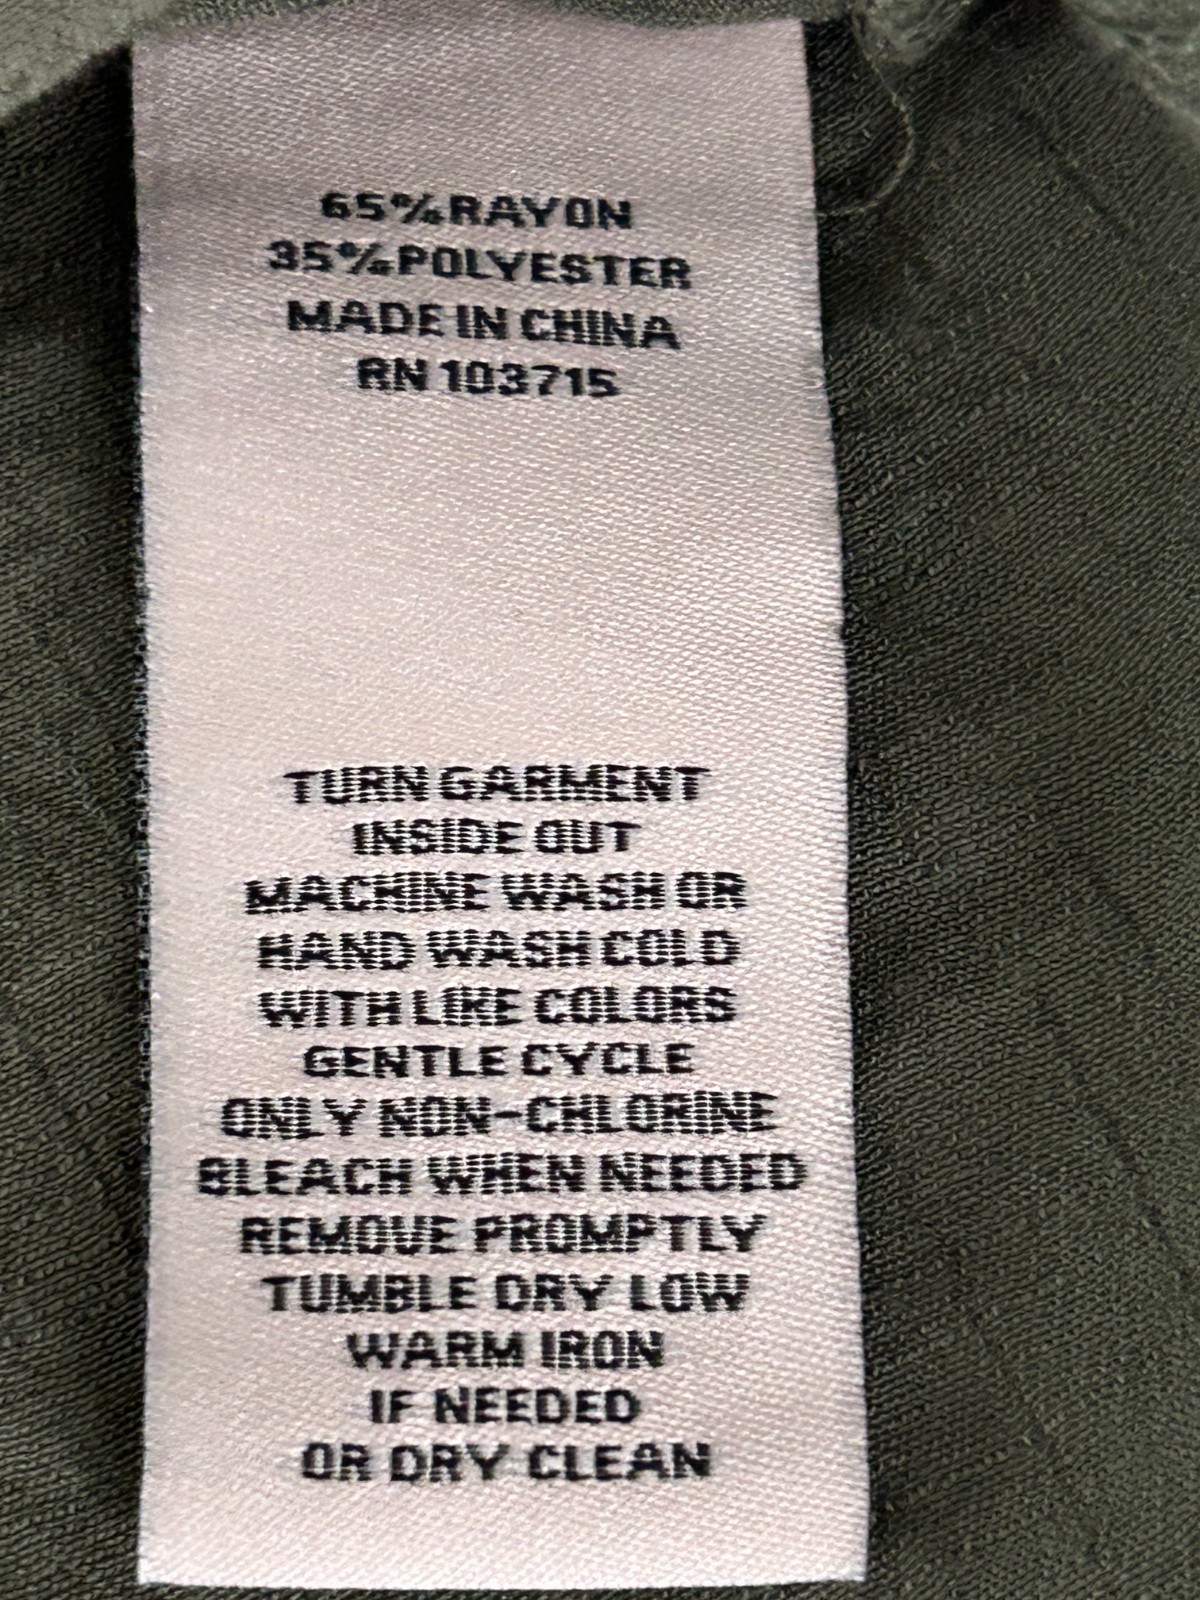 65%RAYON
35%POLYESTER
MADE IN CHINA
RN 103715
TURN GARMENT
INSIDE OUT
MACHINE WASH OR
HAND WASH COLD
WITH LIKE COLORS
GENTLE CYCLE
ONLY NON-CHLORINE
BLEACH WHEN NEEDED
REMOVE PROMPTLY
TUMBLE DRY LOW
WARM IRON
IF NEEDED
OR DRY CLEAN